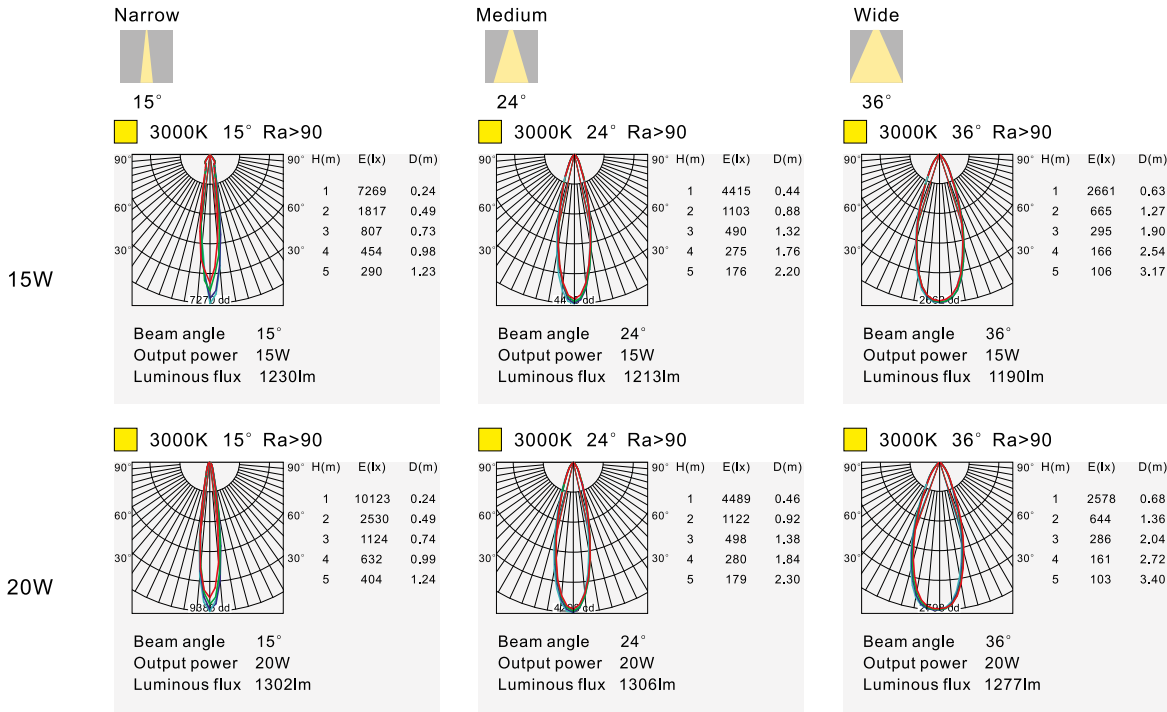 Narrow Medium Wide
15° 24° 36°
15W
3000K 15° Ra>90
90° 90° H(m) E(lx) D(m)
1 7269 0.24
60° 60° 2 1817 0.49
3 807 0.73
30° 30° 4 454 0.98
5 290 1.23
7270 cd
Beam angle 15°
Output power 15W
Luminous flux 1230lm
3000K 24° Ra>90
90° 90° H(m) E(lx) D(m)
1 4415 0.44
60° 60° 2 1103 0.88
3 490 1.32
30° 30° 4 275 1.76
5 176 2.20
cd
Beam angle 24°
Output power 15W
Luminous flux 1213lm
3000K 36° Ra>90
90° 90° H(m) E(lx) D(m)
1 2661 0.63
60° 60° 2 665 1.27
3 295 1.90
30° 30° 4 166 2.54
5 106 3.17
cd
Beam angle 36°
Output power 15W
Luminous flux 1190lm
20W
3000K 15° Ra>90
90° 90° H(m) E(lx) D(m)
1 10123 0.24
60° 60° 2 2530 0.49
3 1124 0.74
30° 30° 4 632 0.99
5 404 1.24
cd
Beam angle 15°
Output power 20W
Luminous flux 1302lm
3000K 24° Ra>90
90° 90° H(m) E(lx) D(m)
1 4489 0.46
60° 60° 2 1122 0.92
3 498 1.38
30° 30° 4 280 1.84
5 179 2.30
cd
Beam angle 24°
Output power 20W
Luminous flux 1306lm
3000K 36° Ra>90
90° 90° H(m) E(lx) D(m)
1 2578 0.68
60° 60° 2 644 1.36
3 286 2.04
30° 30° 4 161 2.72
5 103 3.40
cd
Beam angle 36°
Output power 20W
Luminous flux 1277lm